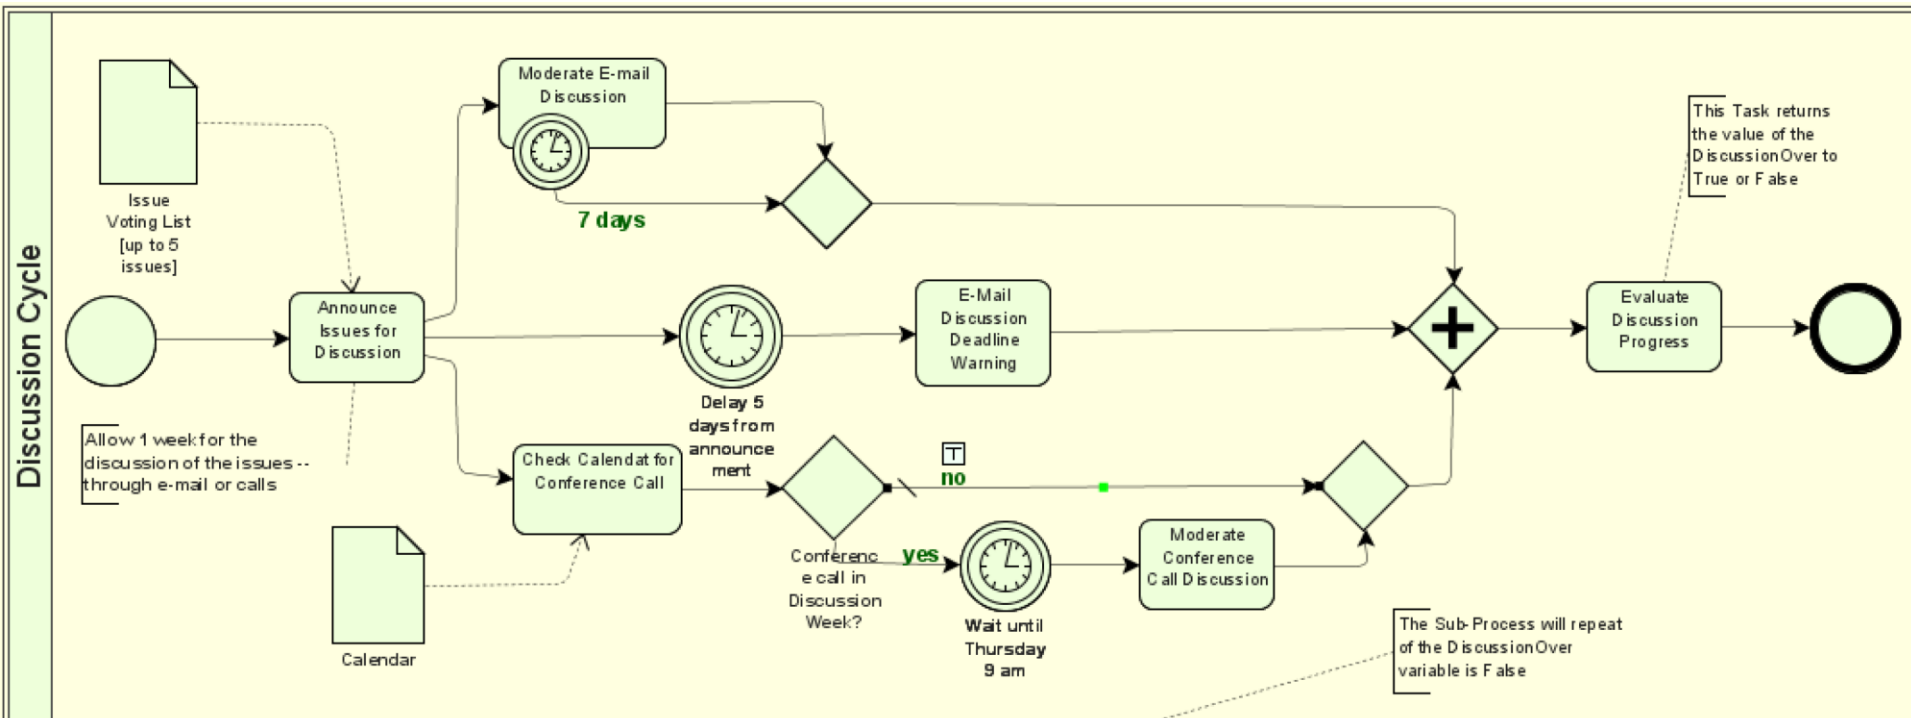 Discussion Cycle
Issue
Voting List
[up to 5
issues]
Announce
Issues for
Discussion
Allow 1 week for the
discussion of the issues --
through e-mail or calls
Calendar
Moderate E-mail
Discussion
7 days
Delay 5
days from
announce
ment
E-Mail
Discussion
Deadline
Warning
Check Calendat for
Conference Call
Conferenc
e call in
Discussion
Week?
T
no
yes
Wait until
Thursday
9 am
Moderate
Conference
Call Discussion
This Task returns
the value of the
DiscussionOver to
True or False
Evaluate
Discussion
Progress
The Sub-Process will repeat
of the DiscussionOver
variable is False